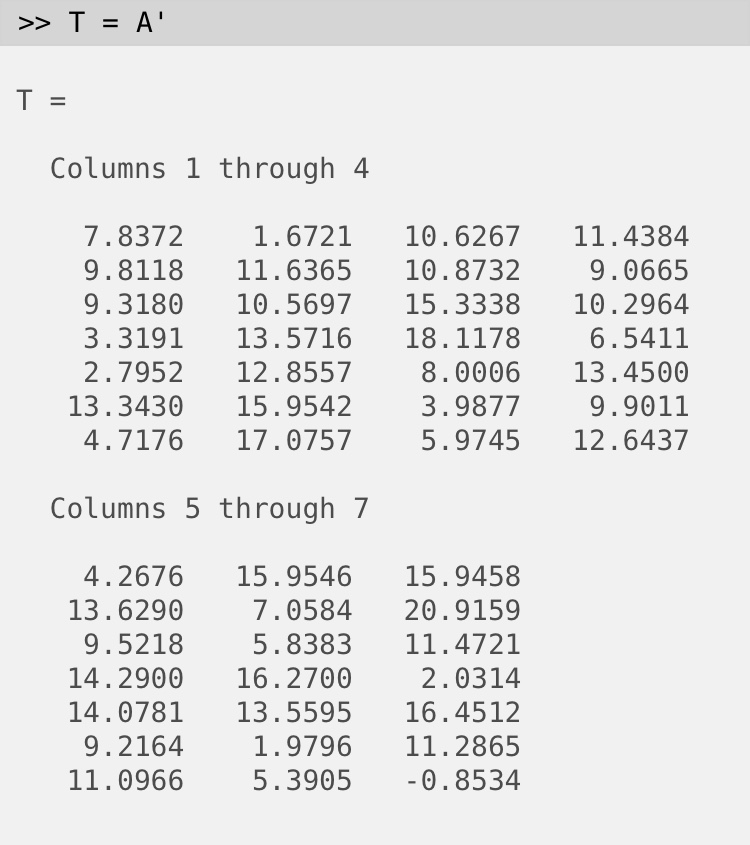 >> T = A'
T =
Columns 1 through 4
7.8372 1.6721 10.6267 11.4384
9.8118 11.6365 10.8732 9.0665
9.3180 10.5697 15.3338 10.2964
3.3191 13.5716 18.1178 6.5411
2.7952 12.8557 8.0006 13.4500
13.3430 15.9542 3.9877 9.9011
4.7176 17.0757 5.9745 12.6437
Columns 5 through 7
4.2676 15.9546 15.9458
13.6290 7.0584 20.9159
9.5218 5.8383 11.4721
14.2900 16.2700 2.0314
14.0781 13.5595 16.4512
9.2164 1.9796 11.2865
11.0966 5.3905 -0.8534